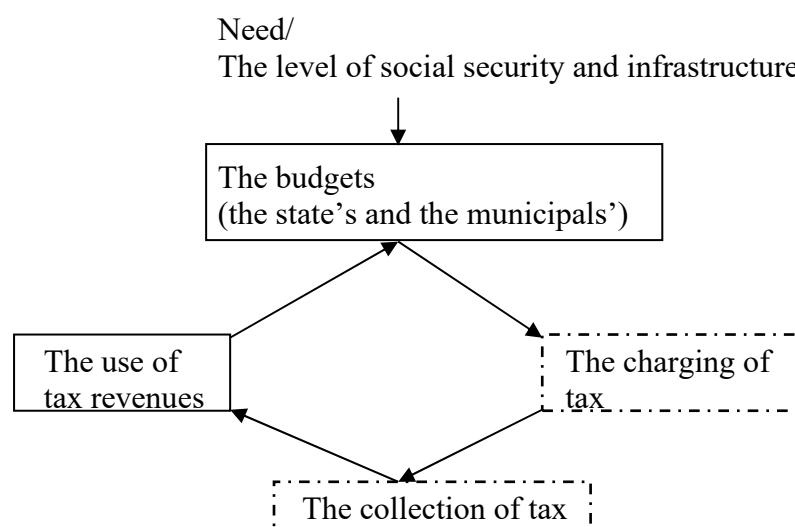 Need/
The level of social security and infrastructure
The budgets
(the state’s and the municipals’)
The use of
tax revenues
The charging of
tax
The collection of tax